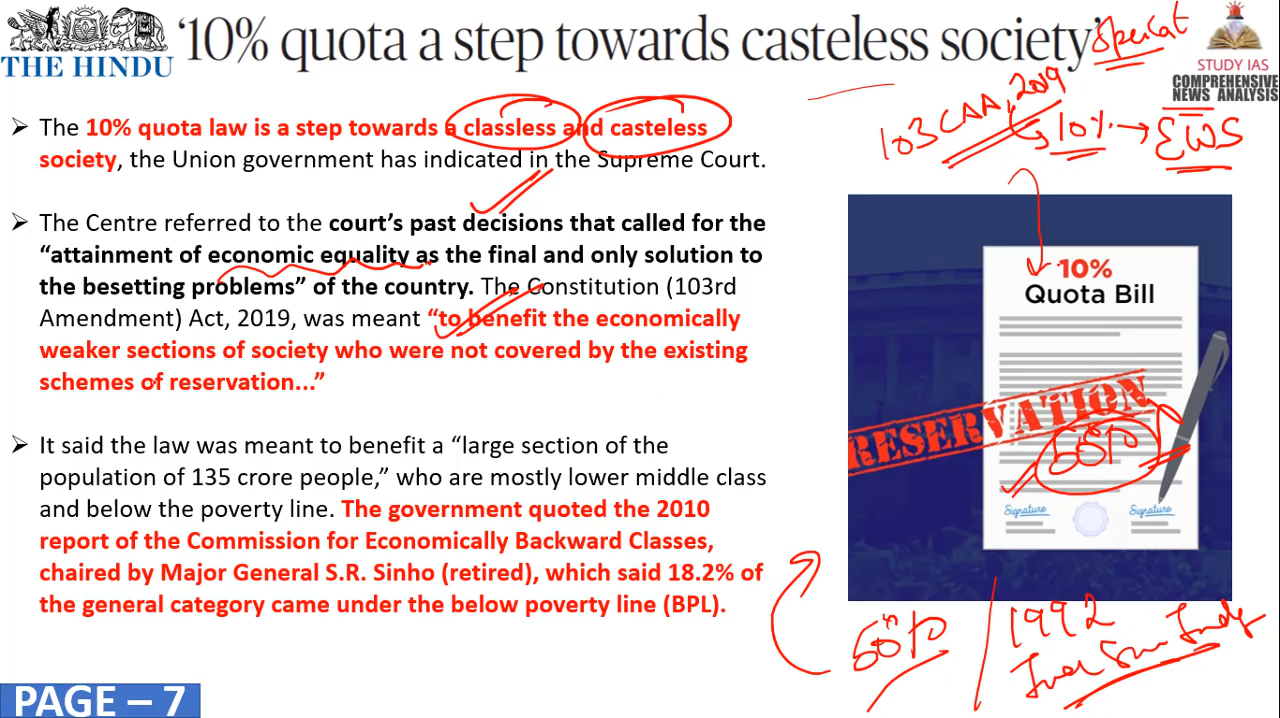 THE HINDU
'10% quota a step towards casteless society'
STUDY IAS
COMPREHENSIVE
NEWS ANALYSIS
103 CAA, 2019
10% → EWS
➢ The 10% quota law is a step towards a classless and casteless
society, the Union government has indicated in the Supreme Court.
➢ The Centre referred to the court's past decisions that called for the
"attainment of economic equality as the final and only solution to
the besetting problems" of the country. The Constitution (103rd
Amendment) Act, 2019, was meant "to benefit the economically
weaker sections of society who were not covered by the existing
schemes of reservation..."
➢ It said the law was meant to benefit a "large section of the
population of 135 crore people," who are mostly lower middle class
and below the poverty line. The government quoted the 2010
report of the Commission for Economically Backward Classes,
chaired by Major General S.R. Sinho (retired), which said 18.2% of
the general category came under the below poverty line (BPL).
10%
Quota Bill
RESERVATION
50%
Signature
Signature
50%
1992
PAGE – 7